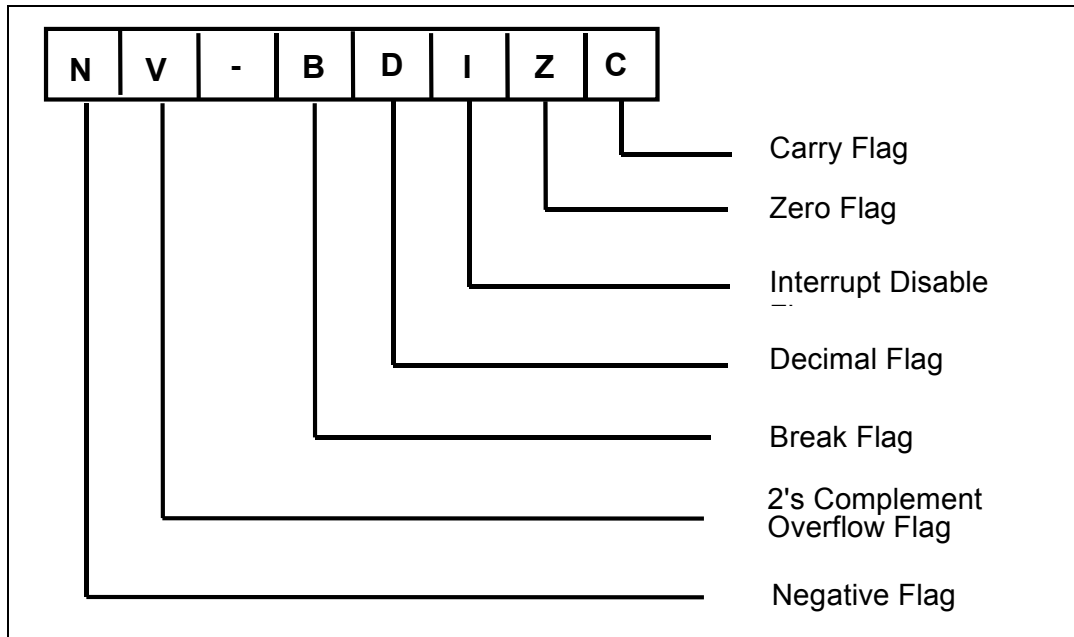 N V - B D I Z C
Carry Flag
Zero Flag
Interrupt Disable
Decimal Flag
Break Flag
2's Complement
Overflow Flag
Negative Flag